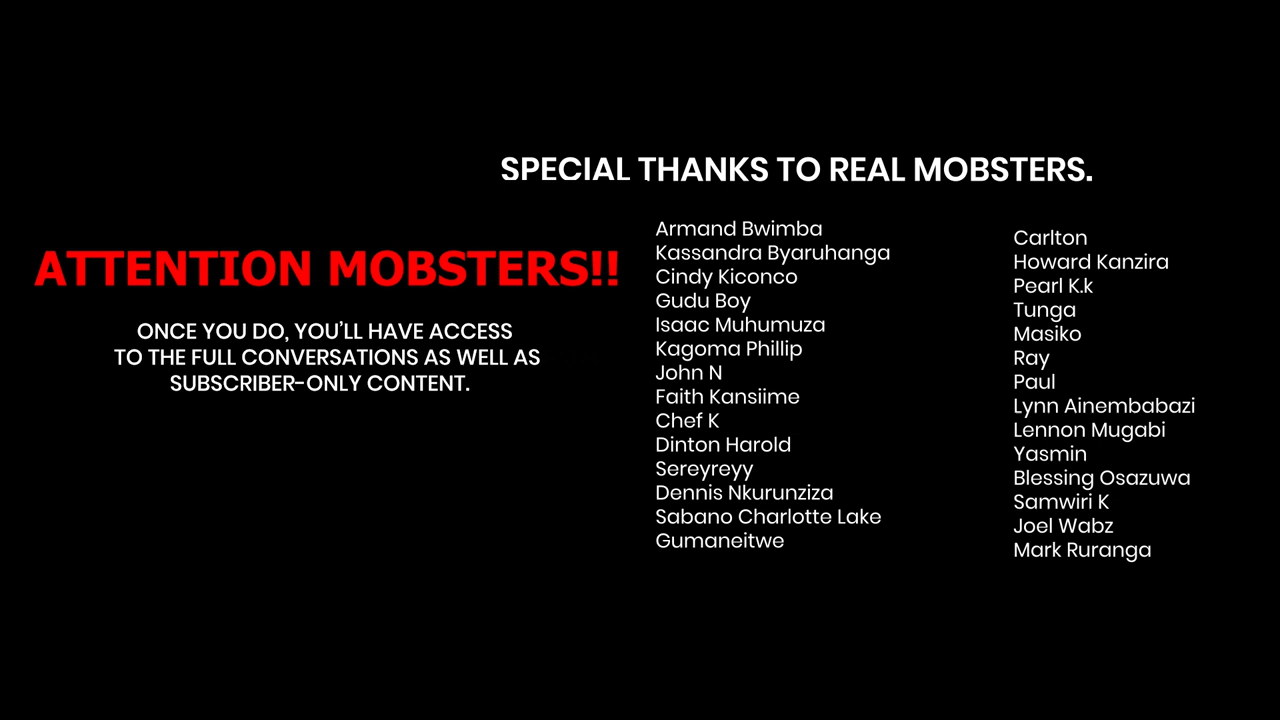 SPECIAL THANKS TO REAL MOBSTERS.
ATTENTION MOBSTERS!!
ONCE YOU DO, YOU’LL HAVE ACCESS
TO THE FULL CONVERSATIONS AS WELL AS
SUBSCRIBER-ONLY CONTENT.
Armand Bwimba
Kassandra Byaruhanga
Cindy Kiconco
Gudu Boy
Isaac Muhumuza
Kagoma Phillip
John N
Faith Kansiime
Chef K
Dinton Harold
Sereyreyy
Dennis Nkurunziza
Sabano Charlotte Lake
Gumaneitwe
Carlton
Howard Kanzira
Pearl K.k
Tunga
Masiko
Ray
Paul
Lynn Ainembabazi
Lennon Mugabi
Yasmin
Blessing Osazuwa
Samwiri K
Joel Wabz
Mark Ruranga